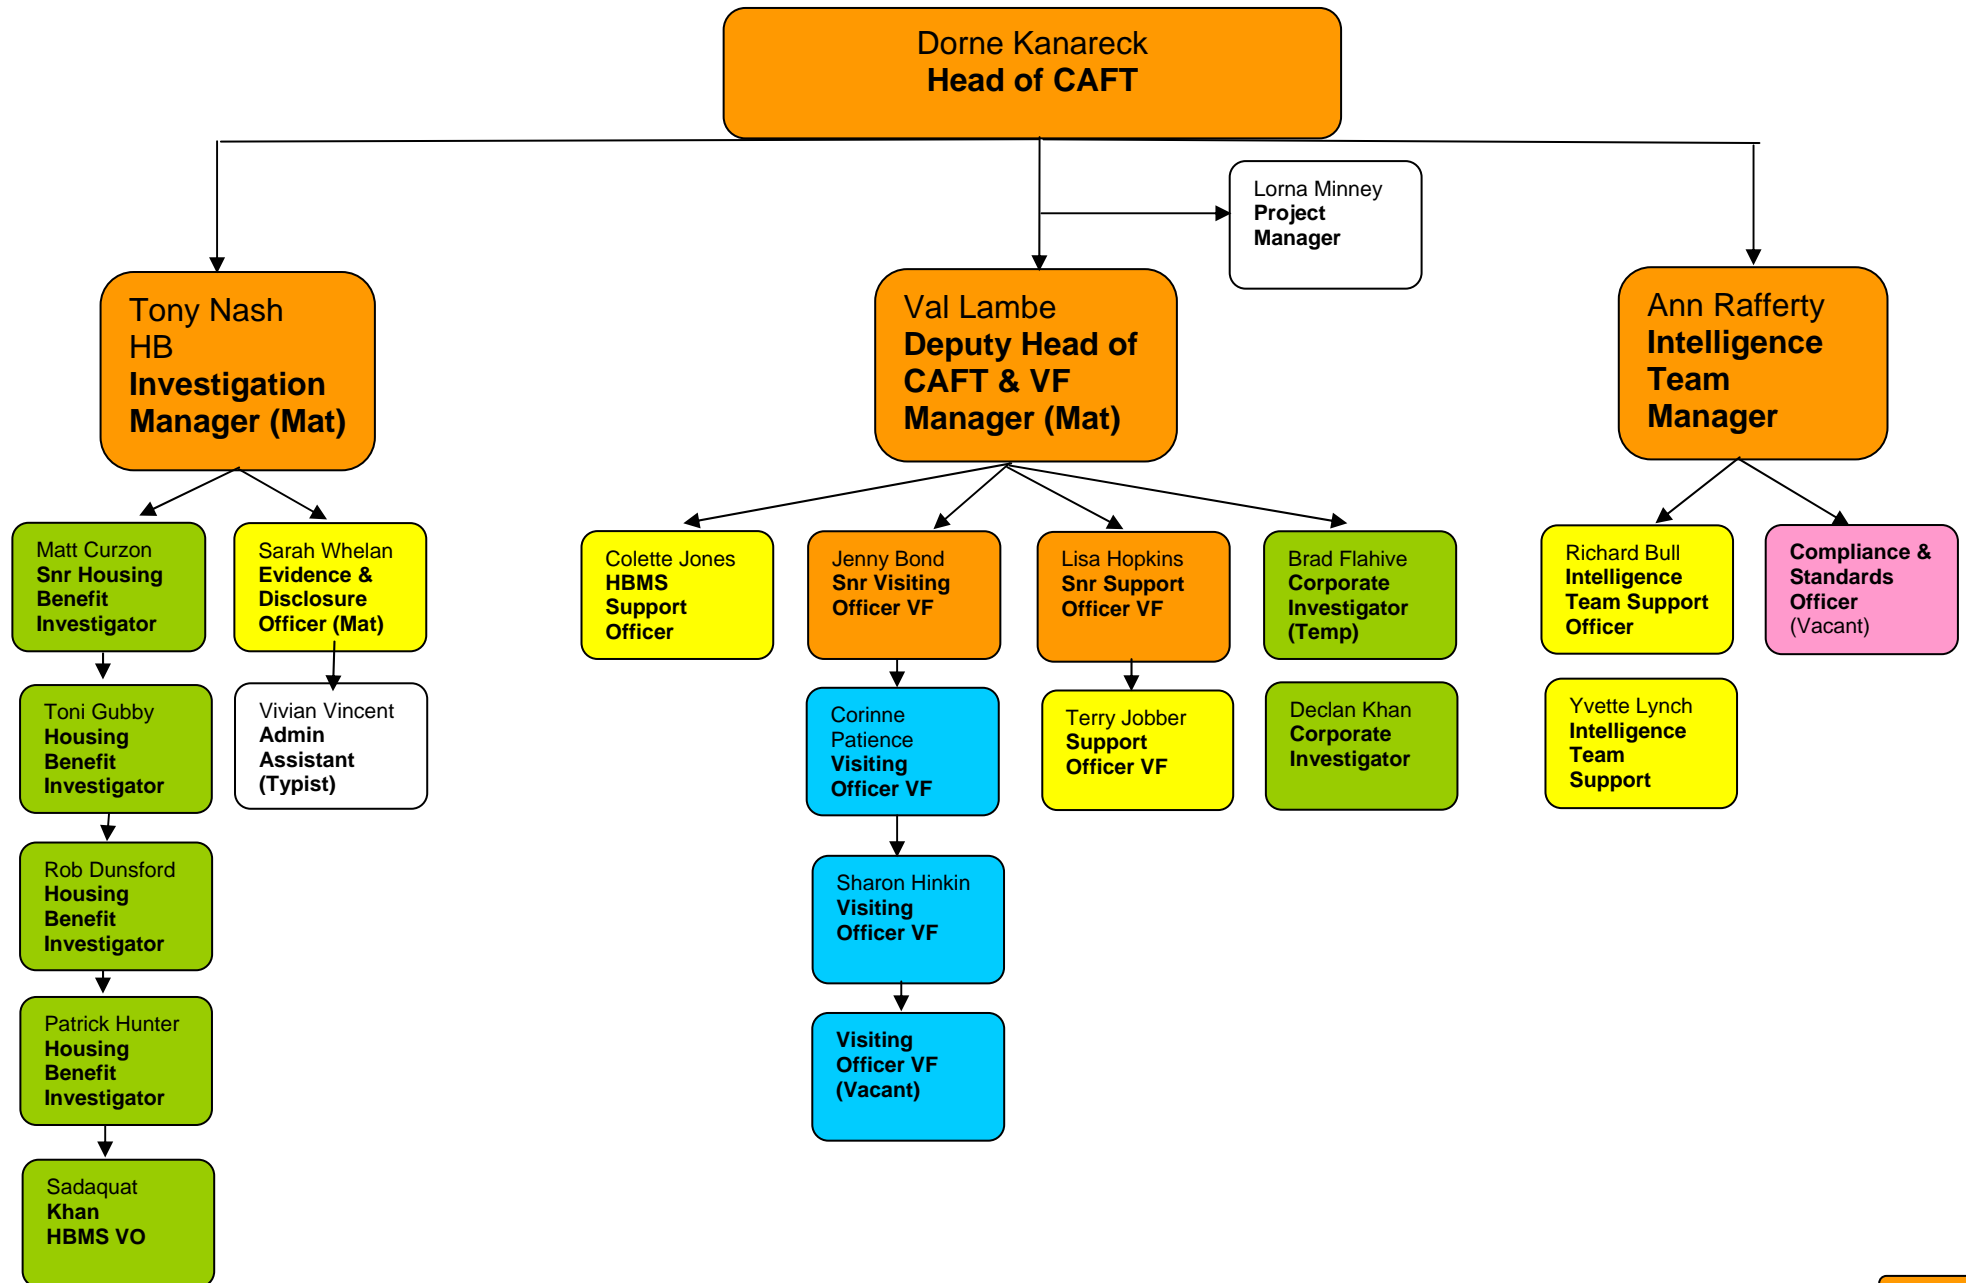 Dorne Kanareck
Head of CAFT
Lorna Minney
Project
Manager
Tony Nash
HB
Investigation
Manager (Mat)
Val Lambe
Deputy Head of
CAFT & VF
Manager (Mat)
Ann Rafferty
Intelligence
Team
Manager
Matt Curzon
Snr Housing
Benefit
Investigator
Sarah Whelan
Evidence &
Disclosure
Officer (Mat)
Colette Jones
HBMS
Support
Officer
Jenny Bond
Snr Visiting
Officer VF
Lisa Hopkins
Snr Support
Officer VF
Brad Flahive
Corporate
Investigator
(Temp)
Richard Bull
Intelligence
Team Support
Officer
Compliance &
Standards
Officer
(Vacant)
Toni Gubby
Housing
Benefit
Investigator
Vivian Vincent
Admin
Assistant
(Typist)
Corinne
Patience
Visiting
Officer VF
Terry Jobber
Support
Officer VF
Declan Khan
Corporate
Investigator
Yvette Lynch
Intelligence
Team
Support
Rob Dunsford
Housing
Benefit
Investigator
Sharon Hinkin
Visiting
Officer VF
Patrick Hunter
Housing
Benefit
Investigator
Visiting
Officer VF
(Vacant)
Sadaquat
Khan
HBMS VO